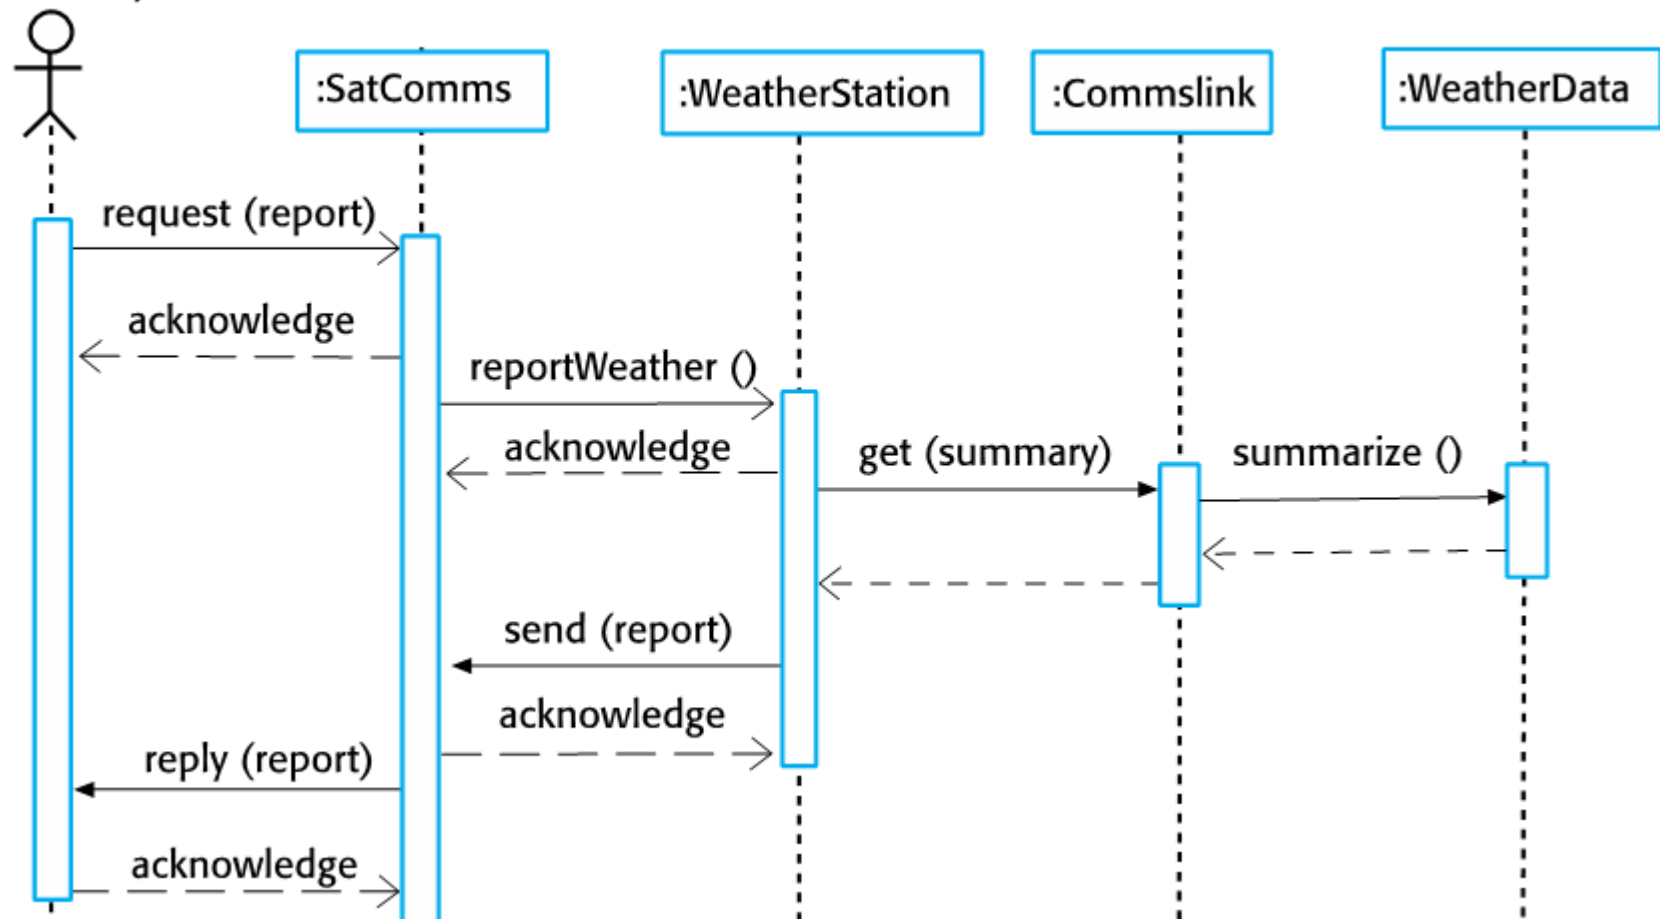 :SatComms
:WeatherStation
:Commslink
:WeatherData
request (report)
acknowledge
reportWeather ()
acknowledge
get (summary)
summarize ()
send (report)
acknowledge
reply (report)
acknowledge